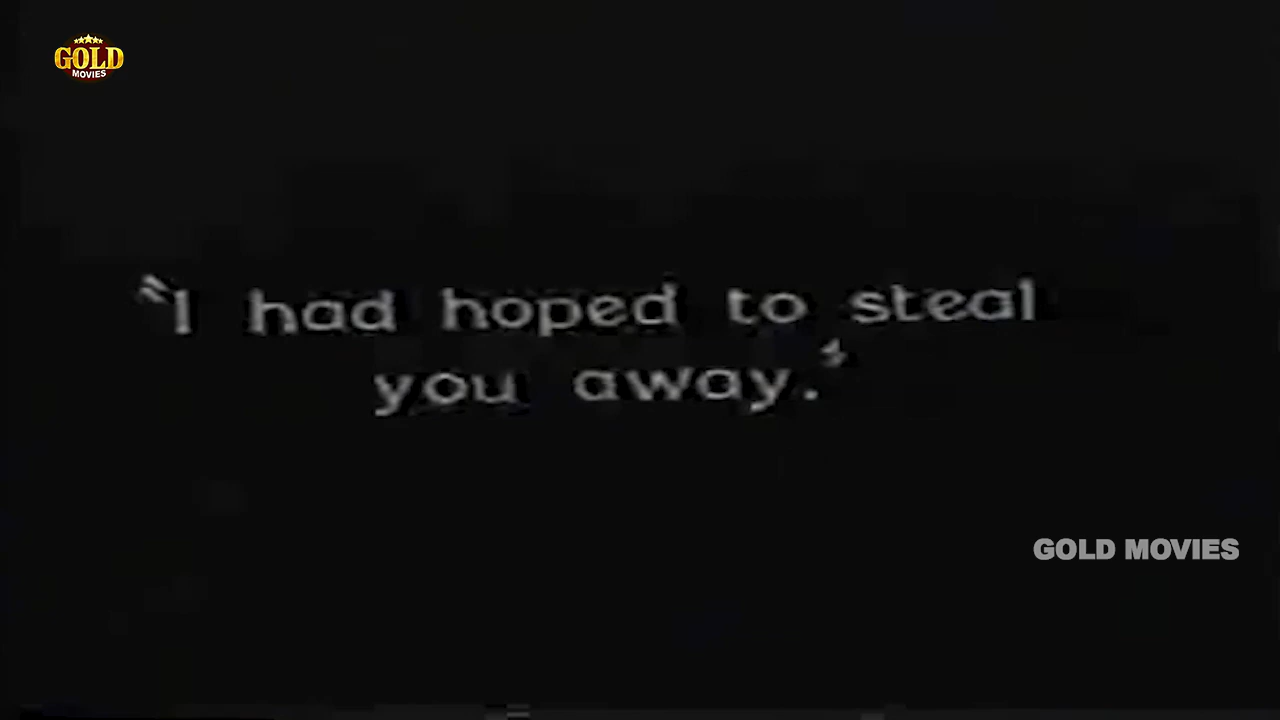 GOLD
MOVIES
"I had hoped to steal
you away."
GOLD MOVIES